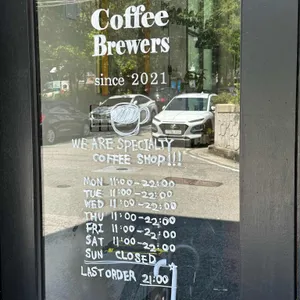 Coffee
Brewers
since 2021
WE ARE SPECIALTY
COFFEE SHOP!!!
MON 11:00-22:00
TUE 11:00-22:00
WED 11:00-22:00
THU 11:00-22:00
FRI 11:00-22:00
SAT 11:00-22:00
SUN *CLOSED*
LAST ORDER 21:00